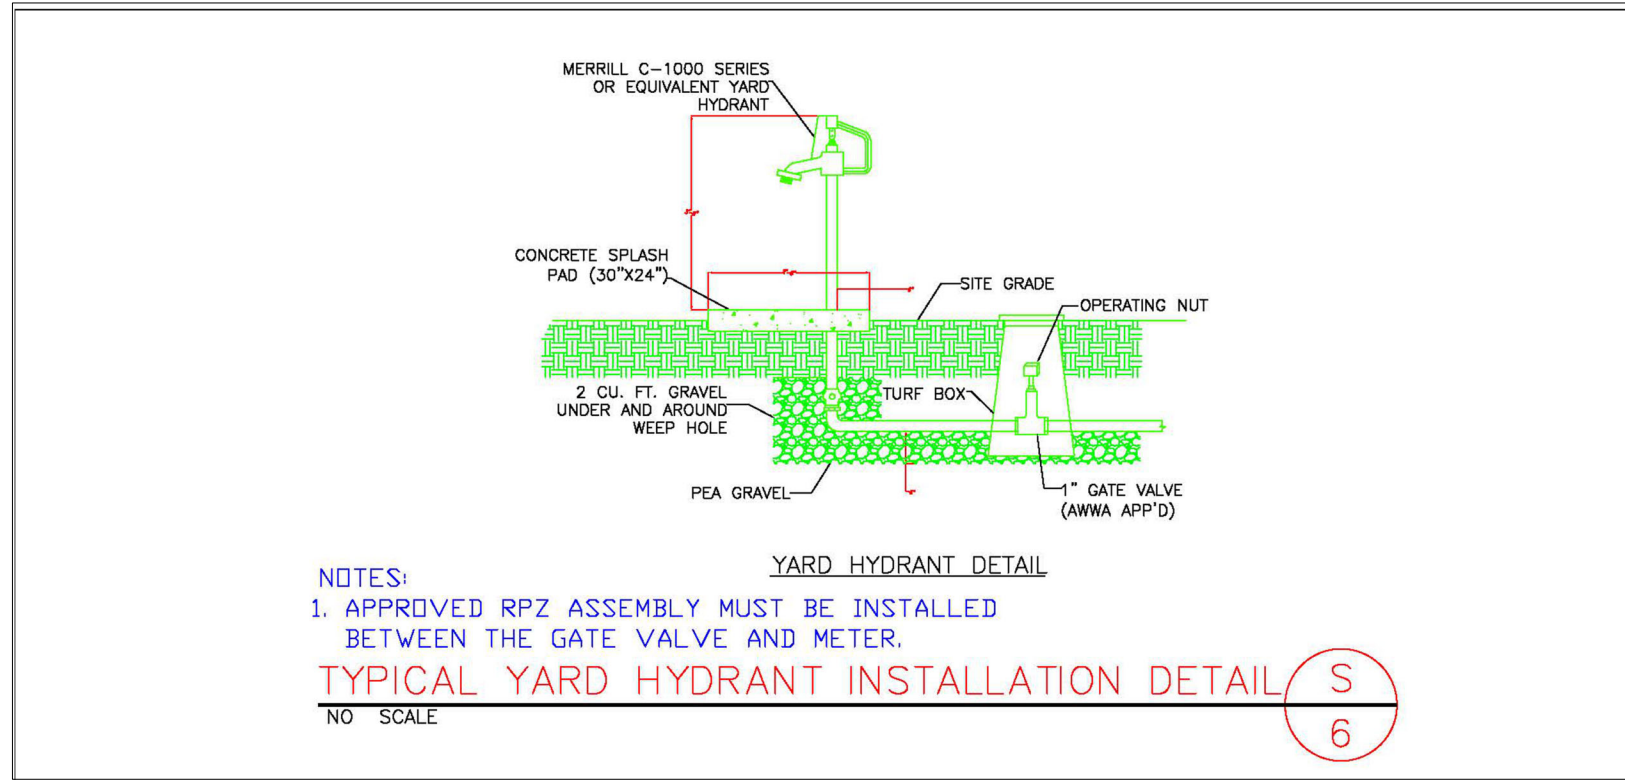 MERRILL C-1000 SERIES
OR EQUIVALENT YARD
HYDRANT
CONCRETE SPLASH
PAD (30"X24")
SITE GRADE
OPERATING NUT
2 CU. FT. GRAVEL
UNDER AND AROUND
WEEP HOLE
TURF BOX
PEA GRAVEL
1" GATE VALVE
(AWWA APP'D)
YARD HYDRANT DETAIL
NOTES:
1. APPROVED RPZ ASSEMBLY MUST BE INSTALLED
BETWEEN THE GATE VALVE AND METER.
TYPICAL YARD HYDRANT INSTALLATION DETAIL
S
6
NO SCALE